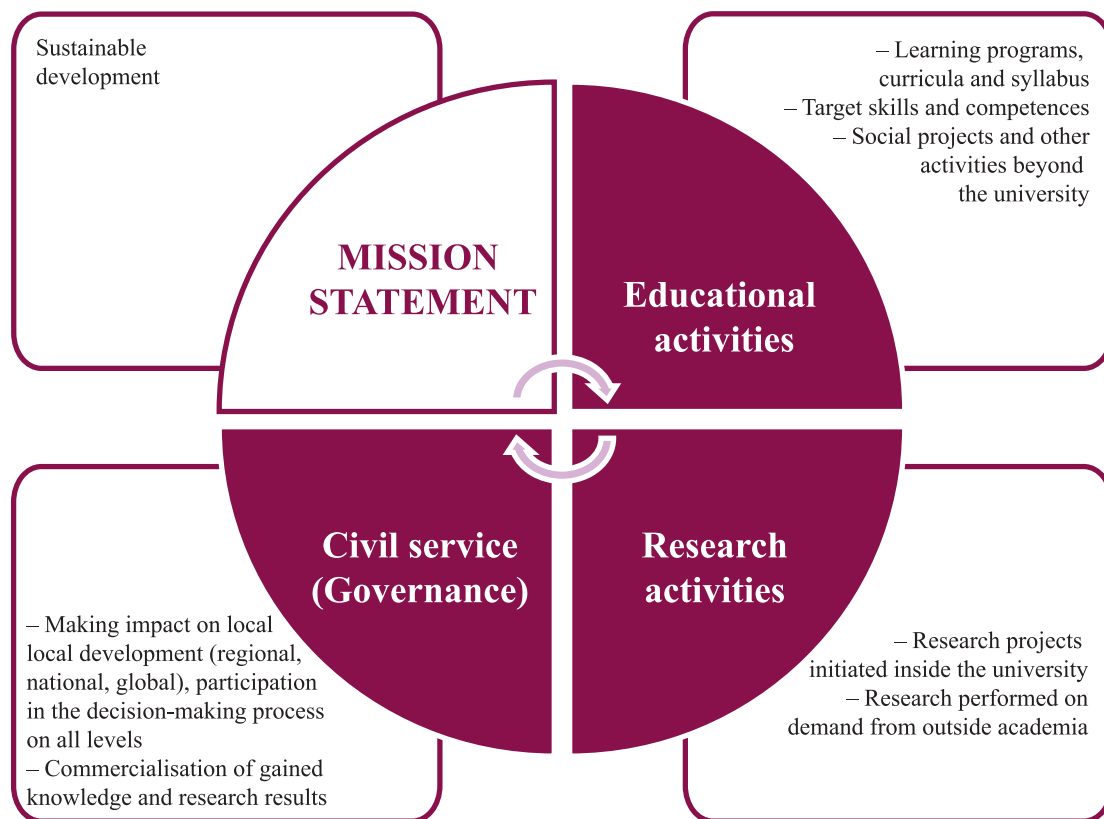 Sustainable
development
– Learning programs,
curricula and syllabus
– Target skills and competences
– Social projects and other
activities beyond
the university
MISSION
STATEMENT
Educational
activities
Civil service
(Governance)
Research
activities
– Making impact on local
local development (regional,
national, global), participation
in the decision-making process
on all levels
– Commercialisation of gained
knowledge and research results
– Research projects
initiated inside the university
– Research performed on
demand from outside academia